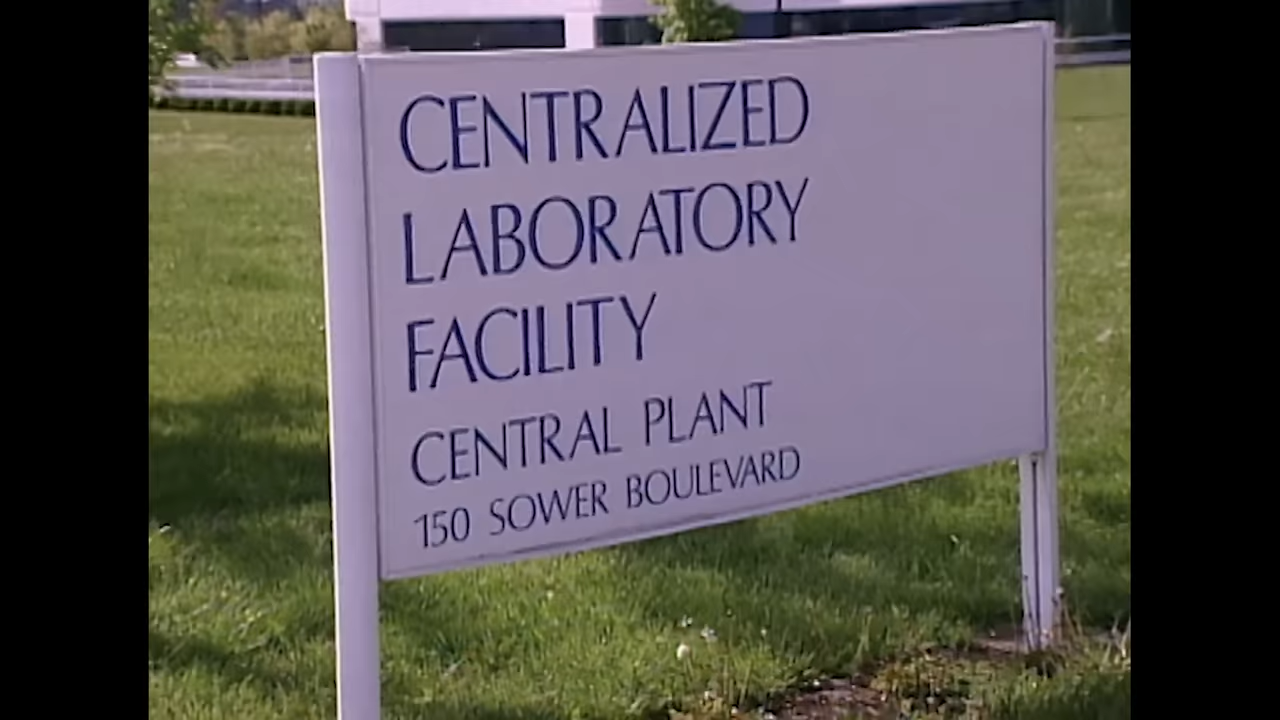 CENTRALIZED
LABORATORY
FACILITY
CENTRAL PLANT
150 SOWER BOULEVARD